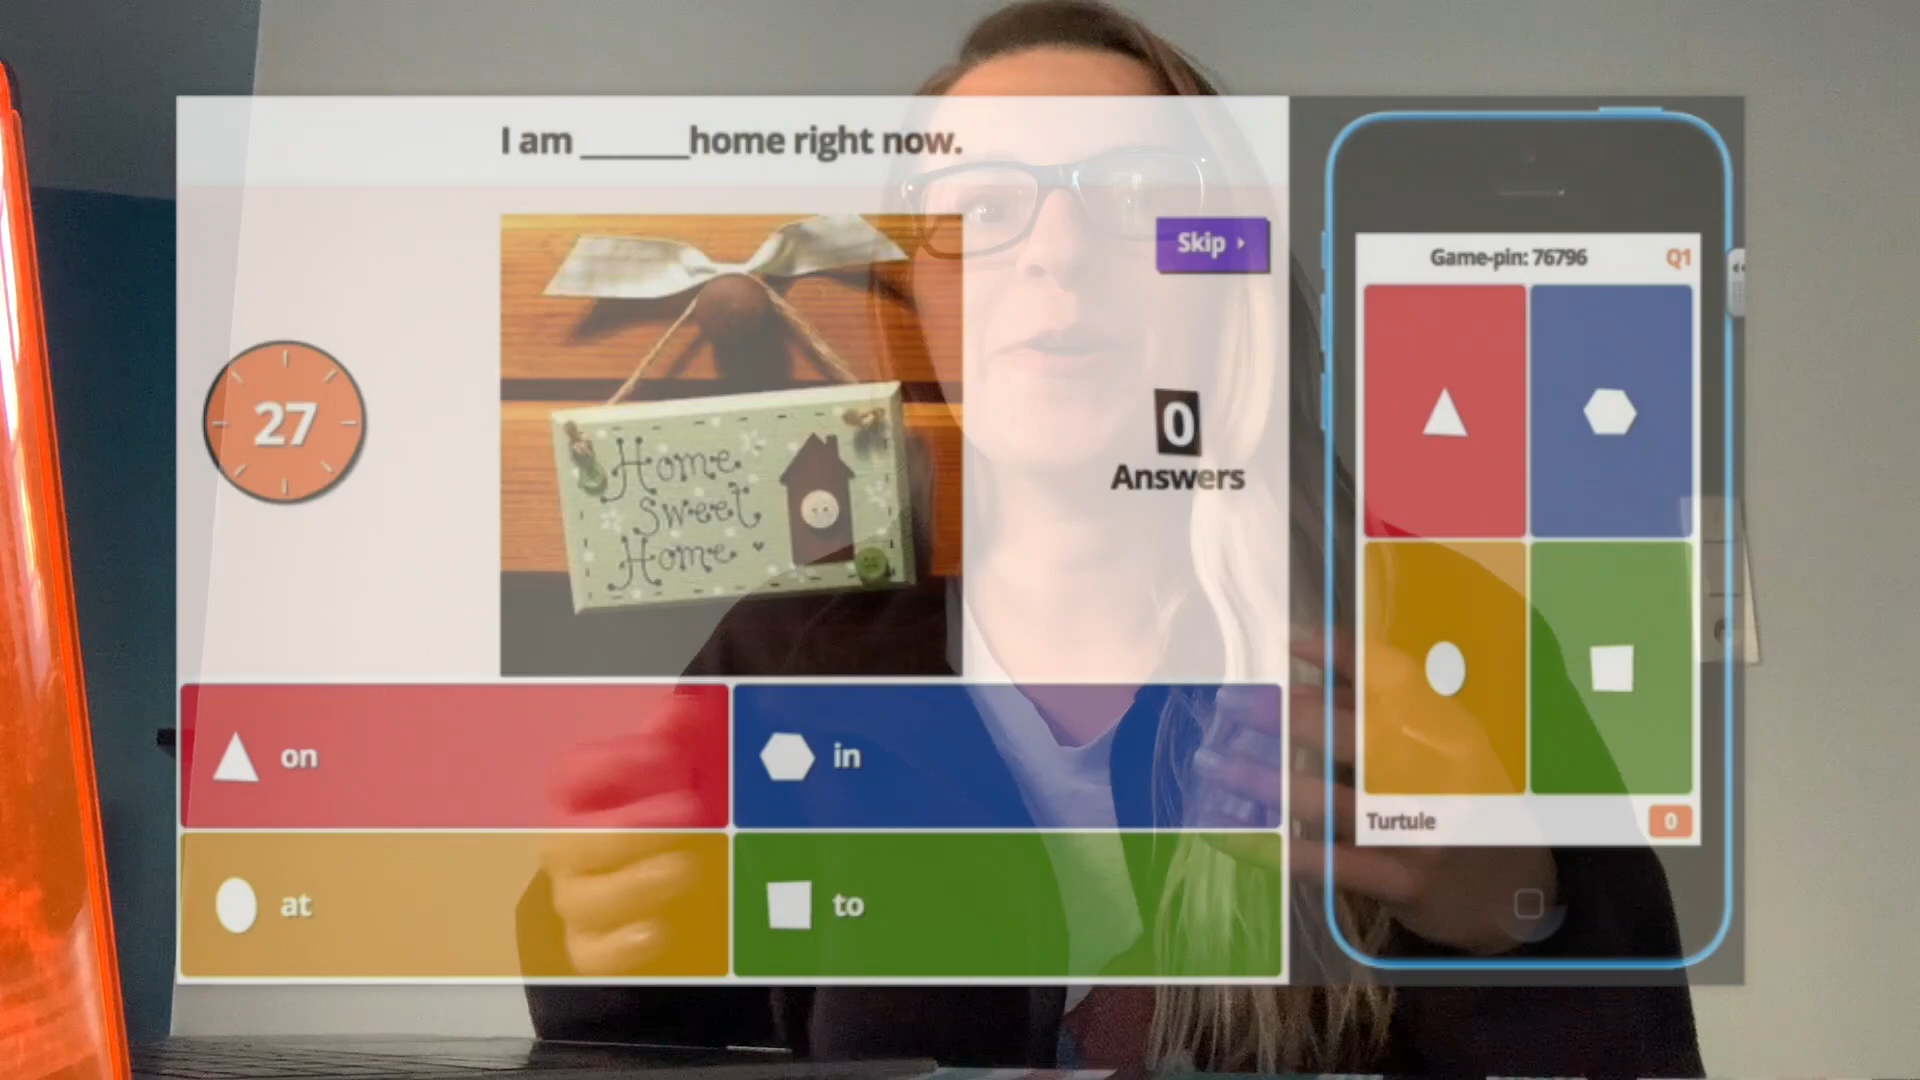 I am ______home right now.
Skip
27
Home
Sweet
Home
0
Answers
on
in
at
to
Game-pin: 76796
Q1
Turtule
0